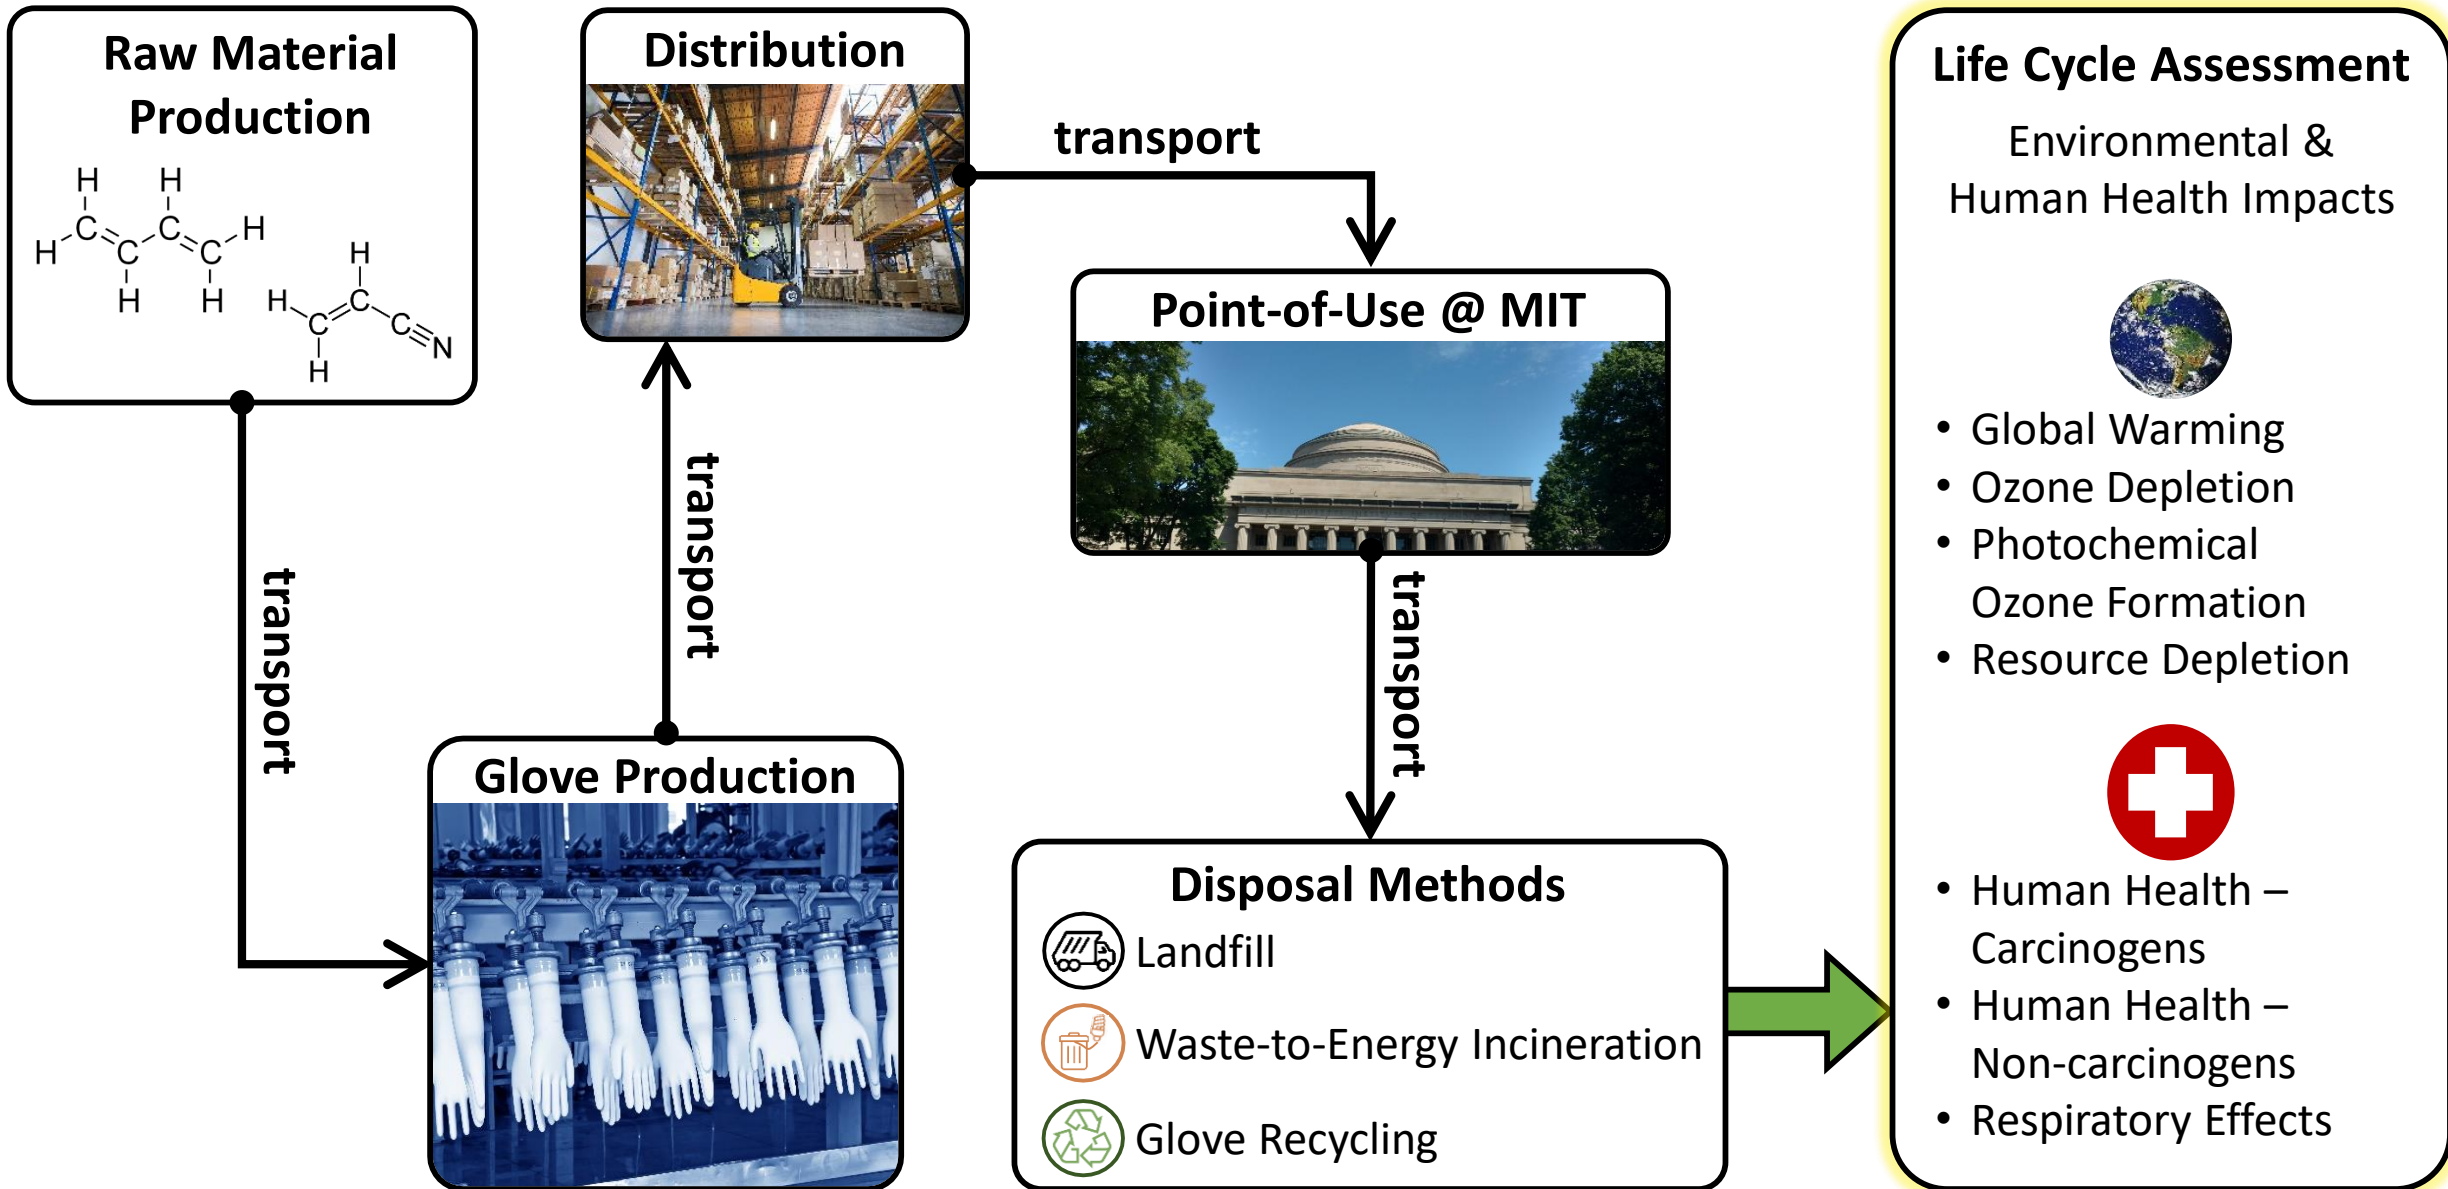 Raw Material
Production
H H
C C H
H C C
H H
H
H C
C C
N
H
transport
Glove Production
transport
Distribution
transport
Point-of-Use @ MIT
transport
Disposal Methods
Landfill
Waste-to-Energy Incineration
Glove Recycling
Life Cycle Assessment
Environmental &
Human Health Impacts
• Global Warming
• Ozone Depletion
• Photochemical
Ozone Formation
• Resource Depletion
• Human Health –
Carcinogens
• Human Health –
Non-carcinogens
• Respiratory Effects